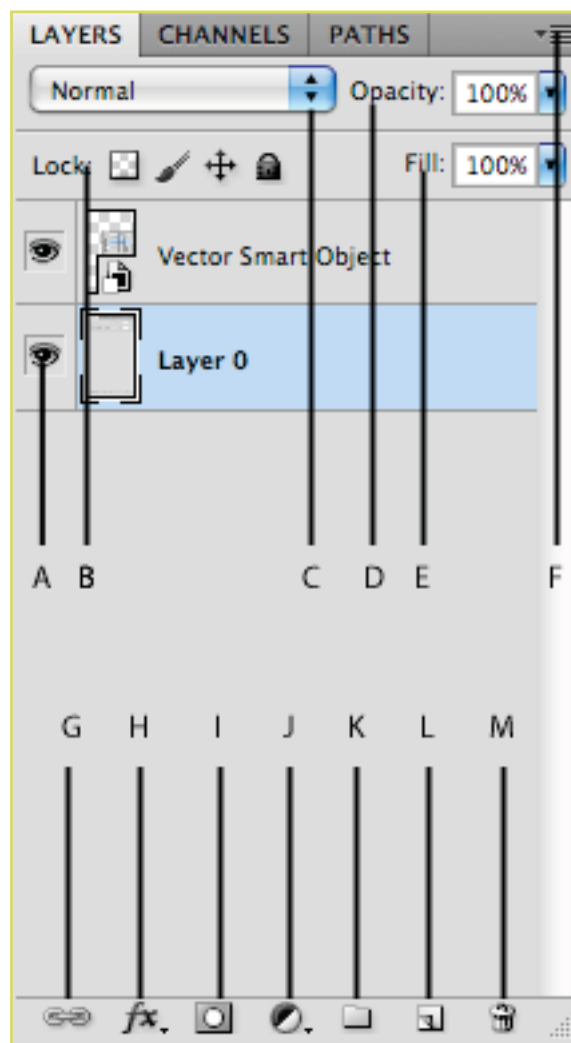 LAYERS CHANNELS PATHS
Normal Opacity: 100%
Lock: Fill: 100%
Vector Smart Object
Layer 0
A B C D E F
G H I J K L M
fx.